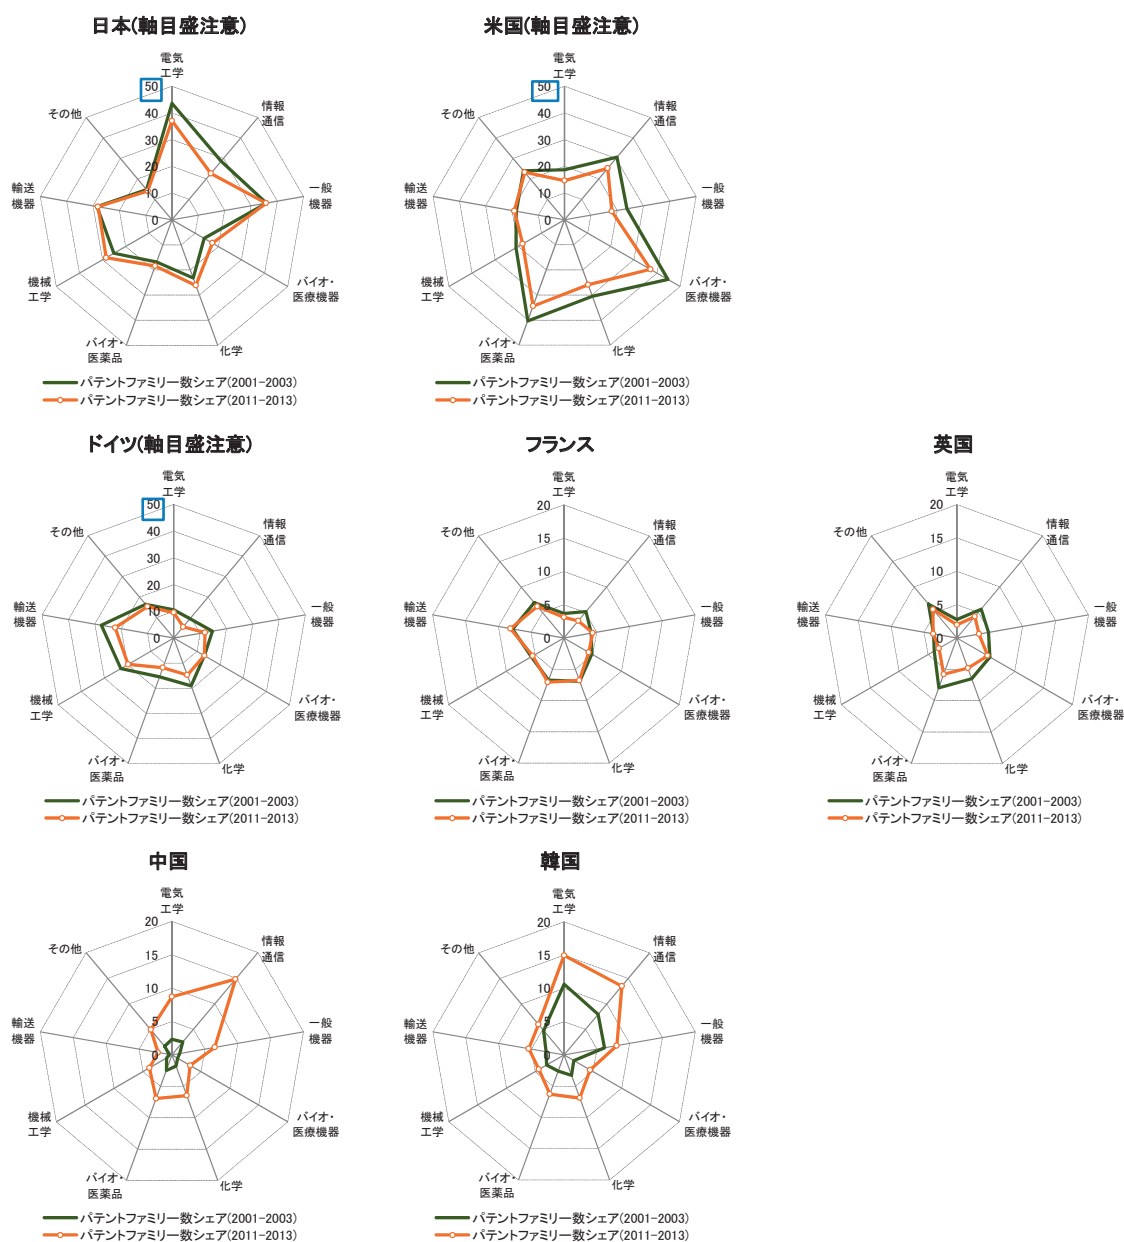 日本(軸目盛注意)
電気
工学
情報
通信
一般
機器
バイオ・
医療機器
化学
バイオ・
医薬品
機械
工学
輸送
機器
その他
50
40
30
20
10
0
パテントファミリー数シェア(2001-2003)
パテントファミリー数シェア(2011-2013)
米国(軸目盛注意)
電気
工学
情報
通信
一般
機器
バイオ・
医療機器
化学
バイオ・
医薬品
機械
工学
輸送
機器
その他
50
40
30
20
10
0
パテントファミリー数シェア(2001-2003)
パテントファミリー数シェア(2011-2013)
ドイツ(軸目盛注意)
電気
工学
情報
通信
一般
機器
バイオ・
医療機器
化学
バイオ・
医薬品
機械
工学
輸送
機器
その他
50
40
30
20
10
0
パテントファミリー数シェア(2001-2003)
パテントファミリー数シェア(2011-2013)
フランス
電気
工学
情報
通信
一般
機器
バイオ・
医療機器
化学
バイオ・
医薬品
機械
工学
輸送
機器
その他
20
15
10
5
0
パテントファミリー数シェア(2001-2003)
パテントファミリー数シェア(2011-2013)
英国
電気
工学
情報
通信
一般
機器
バイオ・
医療機器
化学
バイオ・
医薬品
機械
工学
輸送
機器
その他
20
15
10
5
0
パテントファミリー数シェア(2001-2003)
パテントファミリー数シェア(2011-2013)
中国
電気
工学
情報
通信
一般
機器
バイオ・
医療機器
化学
バイオ・
医薬品
機械
工学
輸送
機器
その他
20
15
10
5
0
パテントファミリー数シェア(2001-2003)
パテントファミリー数シェア(2011-2013)
韓国
電気
工学
情報
通信
一般
機器
バイオ・
医療機器
化学
バイオ・
医薬品
機械
工学
輸送
機器
その他
20
15
10
5
0
パテントファミリー数シェア(2001-2003)
パテントファミリー数シェア(2011-2013)